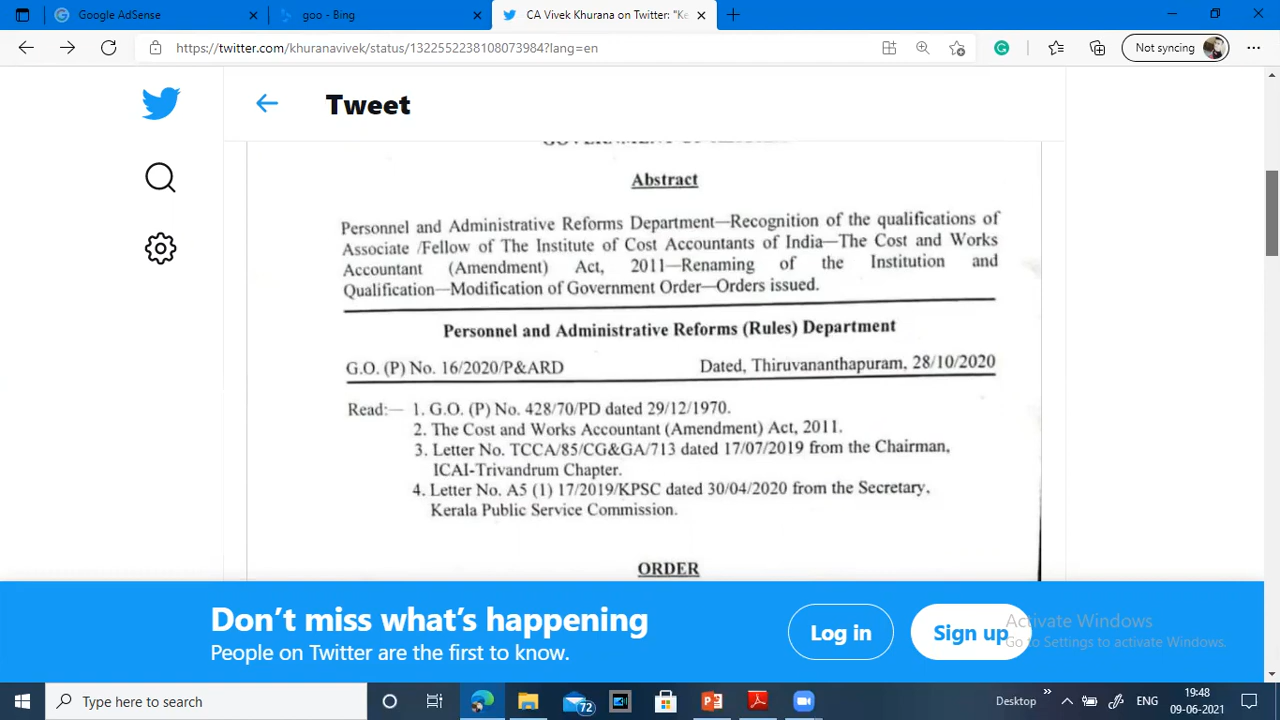 Google AdSense
goo - Bing
CA Vivek Khurana on Twitter: "Ke
https://twitter.com/khuranavivek/status/1322552238108073984?lang=en
Not syncing
Tweet
Abstract
Personnel and Administrative Reforms Department—Recognition of the qualifications of
Associate /Fellow of The Institute of Cost Accountants of India—The Cost and Works
Accountant (Amendment) Act, 2011—Renaming of the Institution and
Qualification—Modification of Government Order—Orders issued.
Personnel and Administrative Reforms (Rules) Department
G.O. (P) No. 16/2020/P&ARD Dated, Thiruvananthapuram, 28/10/2020
Read:— 1. G.O. (P) No. 428/70/PD dated 29/12/1970.
2. The Cost and Works Accountant (Amendment) Act, 2011.
3. Letter No. TCCA/85/CG&GA/713 dated 17/07/2019 from the Chairman,
ICAI-Trivandrum Chapter.
4. Letter No. A5 (1) 17/2019/KPSC dated 30/04/2020 from the Secretary,
Kerala Public Service Commission.
ORDER
Don't miss what's happening
People on Twitter are the first to know.
Log in
Sign up
Activate Windows
Go to Settings to activate Windows.
Type here to search
72
Desktop
ENG
19:48
09-06-2021